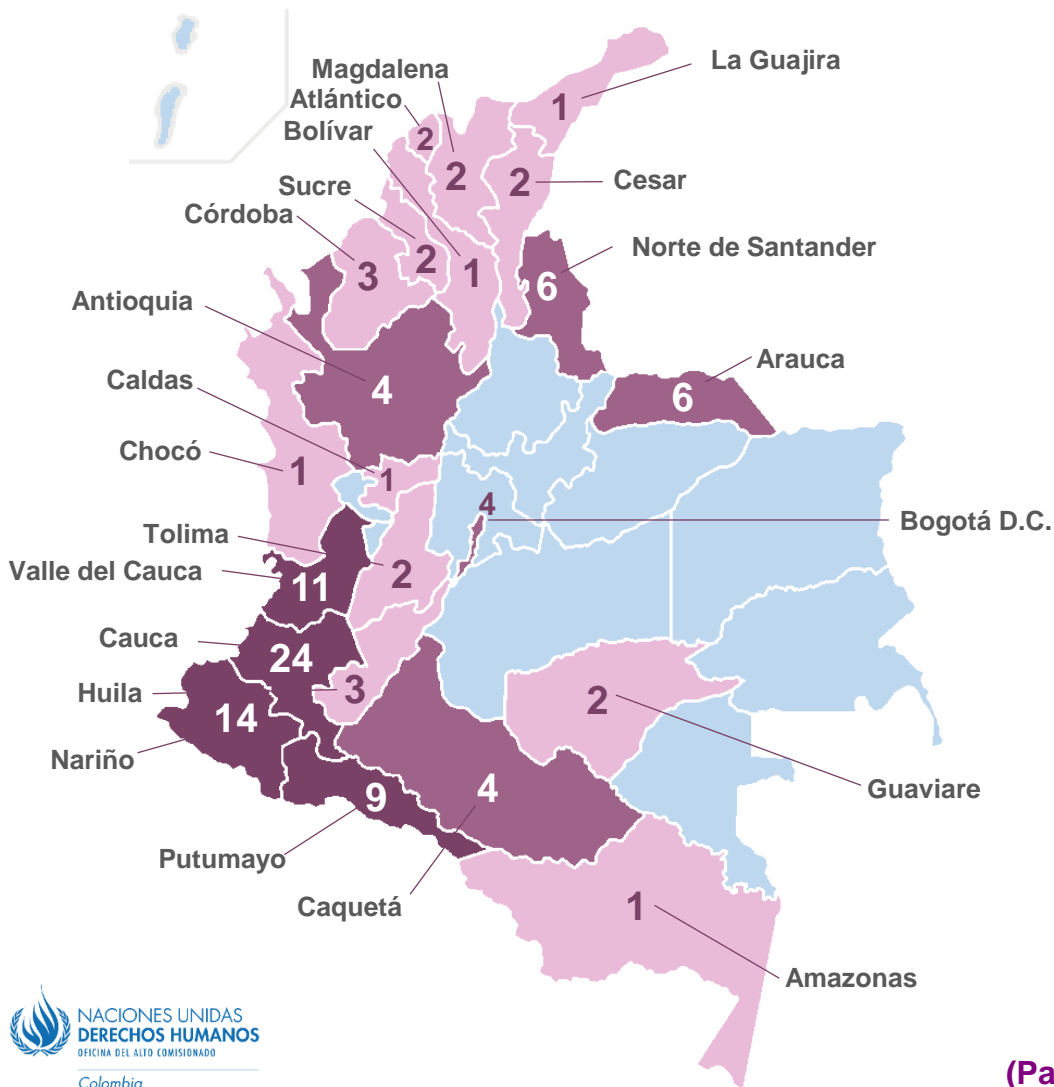 La Guajira
1
Magdalena
2
Atlántico
2
Bolívar
1
Cesar
2
Sucre
2
Córdoba
3
Norte de Santander
6
Antioquia
4
Arauca
6
Caldas
1
Chocó
1
Bogotá D.C.
4
Tolima
2
Valle del Cauca
11
Cauca
24
Huila
3
Nariño
14
Guaviare
2
Putumayo
9
Caquetá
4
Amazonas
1
NACIONES UNIDAS
DERECHOS HUMANOS
OFICINA DEL ALTO COMISIONADO
Colombia
(Pa